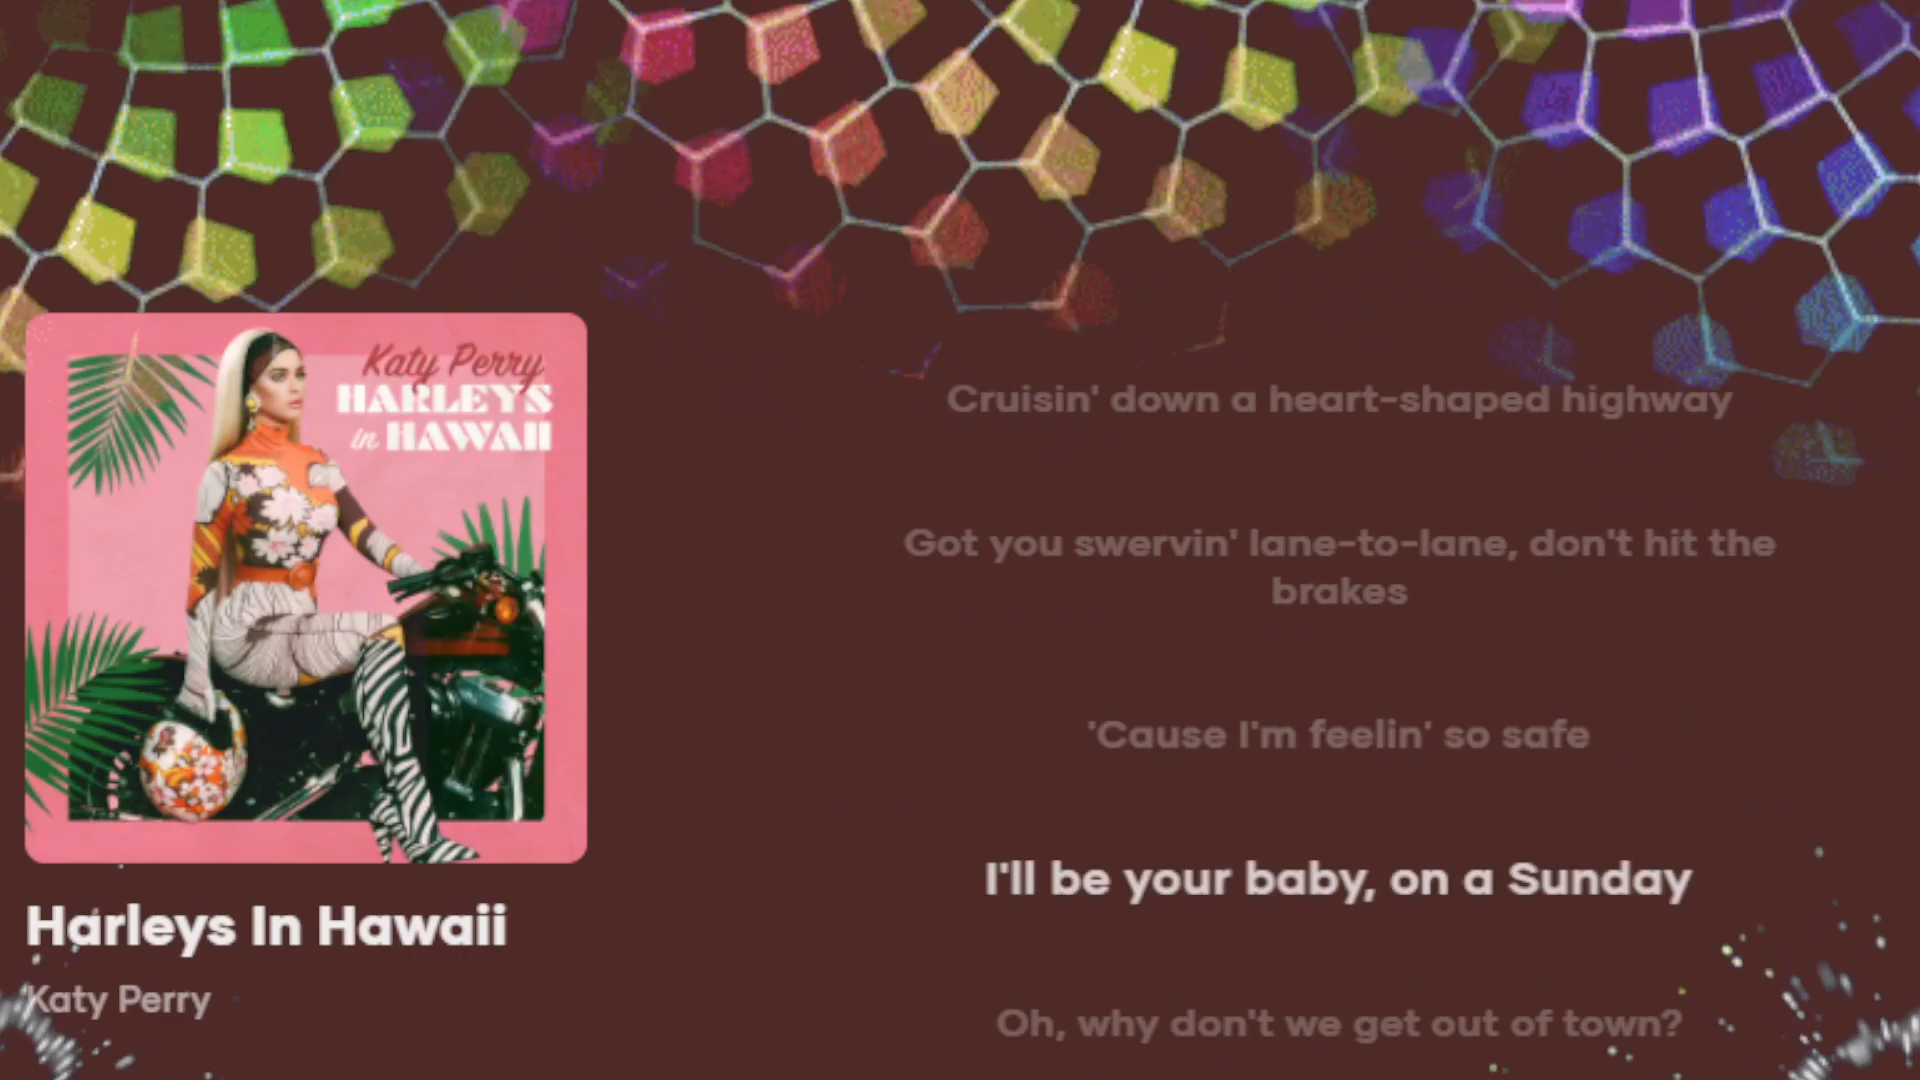 Katy Perry
HARLEYS
in HAWAII
Harleys In Hawaii
Katy Perry
Cruisin' down a heart-shaped highway
Got you swervin' lane-to-lane, don't hit the
brakes
'Cause I'm feelin' so safe
I'll be your baby, on a Sunday
Oh, why don't we get out of town?